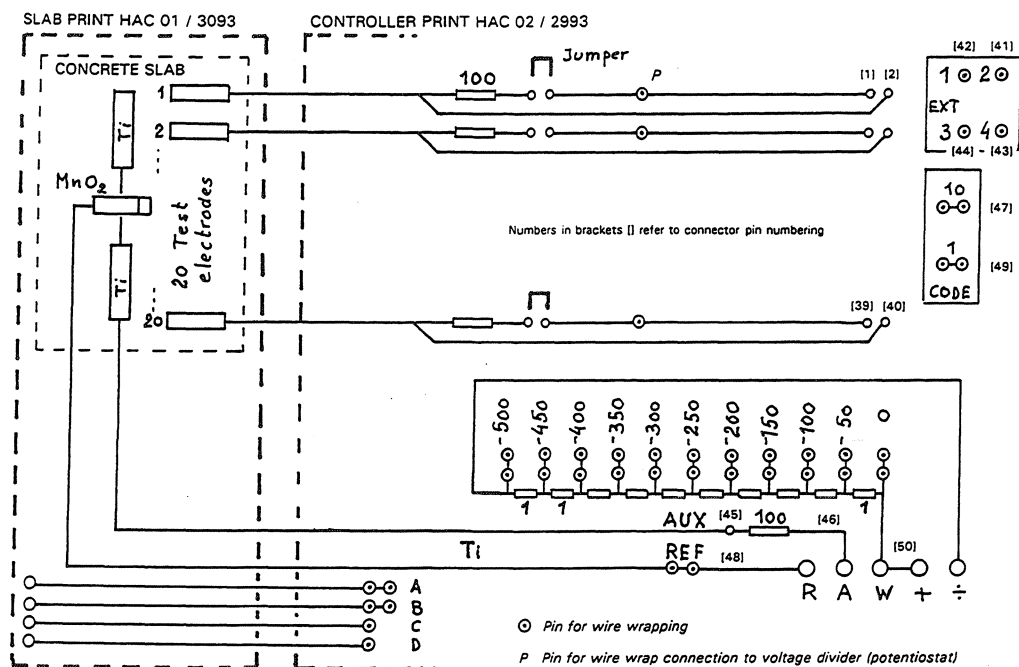 SLAB PRINT HAC 01 / 3093
CONTROLLER PRINT HAC 02 / 2993
CONCRETE SLAB
Jumper
100
P
[1] [2]
[42] [41]
1 2
EXT
3 4
[44] - [43]
1
2
Ti
MnO2
20 Test electrodes
Ti
20
10
[47]
1
[49]
CODE
Numbers in brackets [] refer to connector pin numbering
[39] [40]
-500 -450 -400 -350 -300 -250 -200 -150 -100 -50 0
1 1 1
AUX [45] 100 [46]
Ti
REF [48]
[50]
R A W + ÷
A
B
C
D
Pin for wire wrapping
P Pin for wire wrap connection to voltage divider (potentiostat)